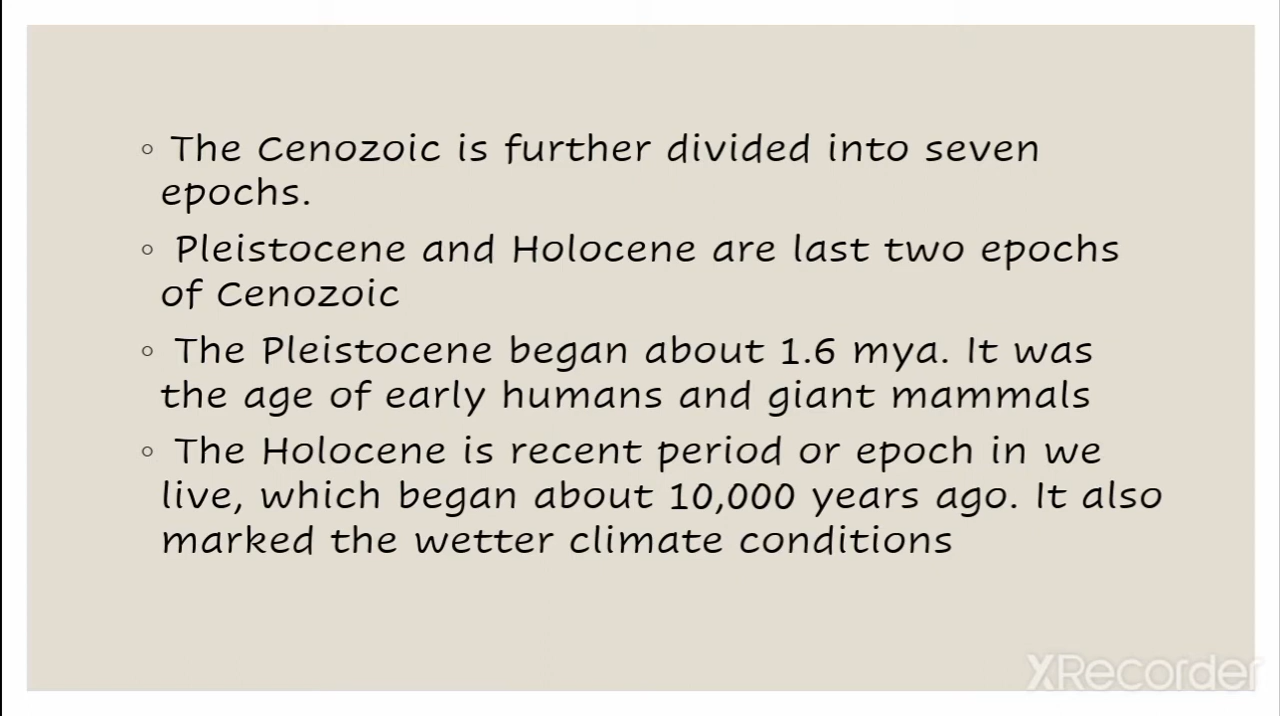 ◦ The Cenozoic is further divided into seven
epochs.
◦ Pleistocene and Holocene are last two epochs
of Cenozoic
◦ The Pleistocene began about 1.6 mya. It was
the age of early humans and giant mammals
◦ The Holocene is recent period or epoch in we
live, which began about 10,000 years ago. It also
marked the wetter climate conditions
XRecorder